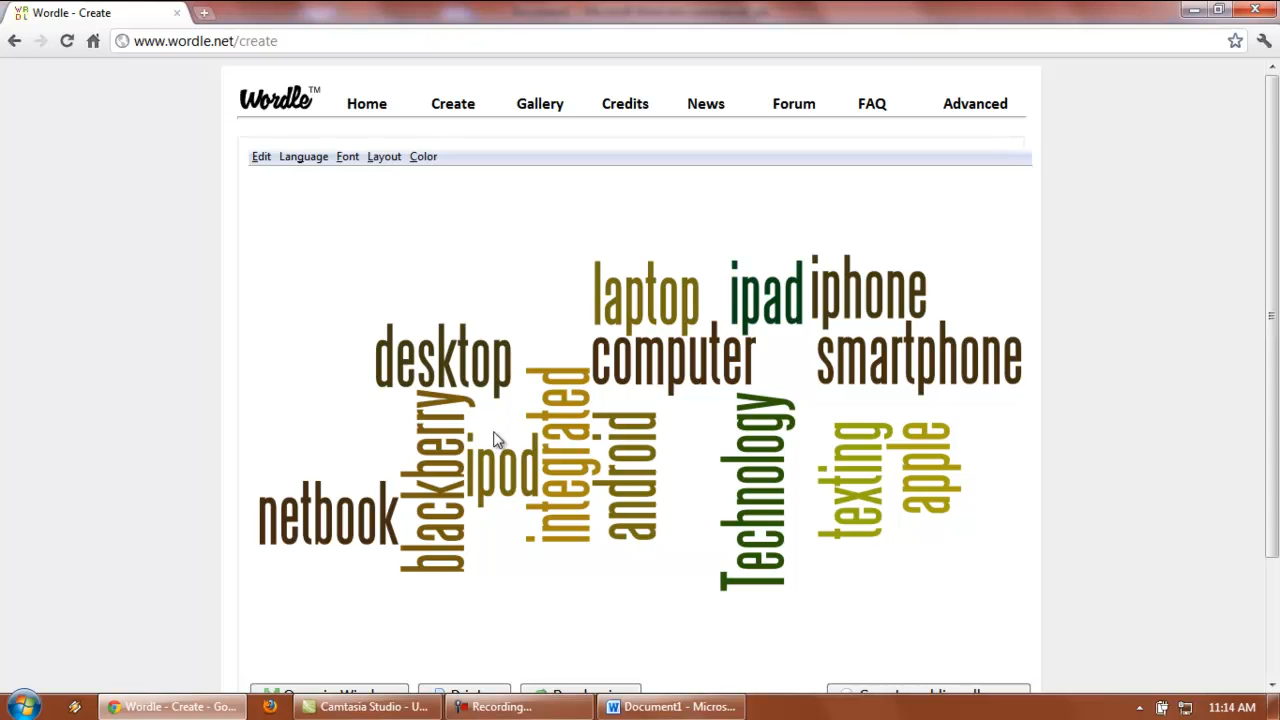 Wordle - Create
www.wordle.net/create
Wordle™ Home Create Gallery Credits News Forum FAQ Advanced
Edit Language Font Layout Color
laptop ipad iphone
desktop computer smartphone
blackberry ipod integrated android Technology texting apple
netbook
Wordle - Create - Go...
Camtasia Studio - U...
Recording...
Document1 - Micros...
11:14 AM